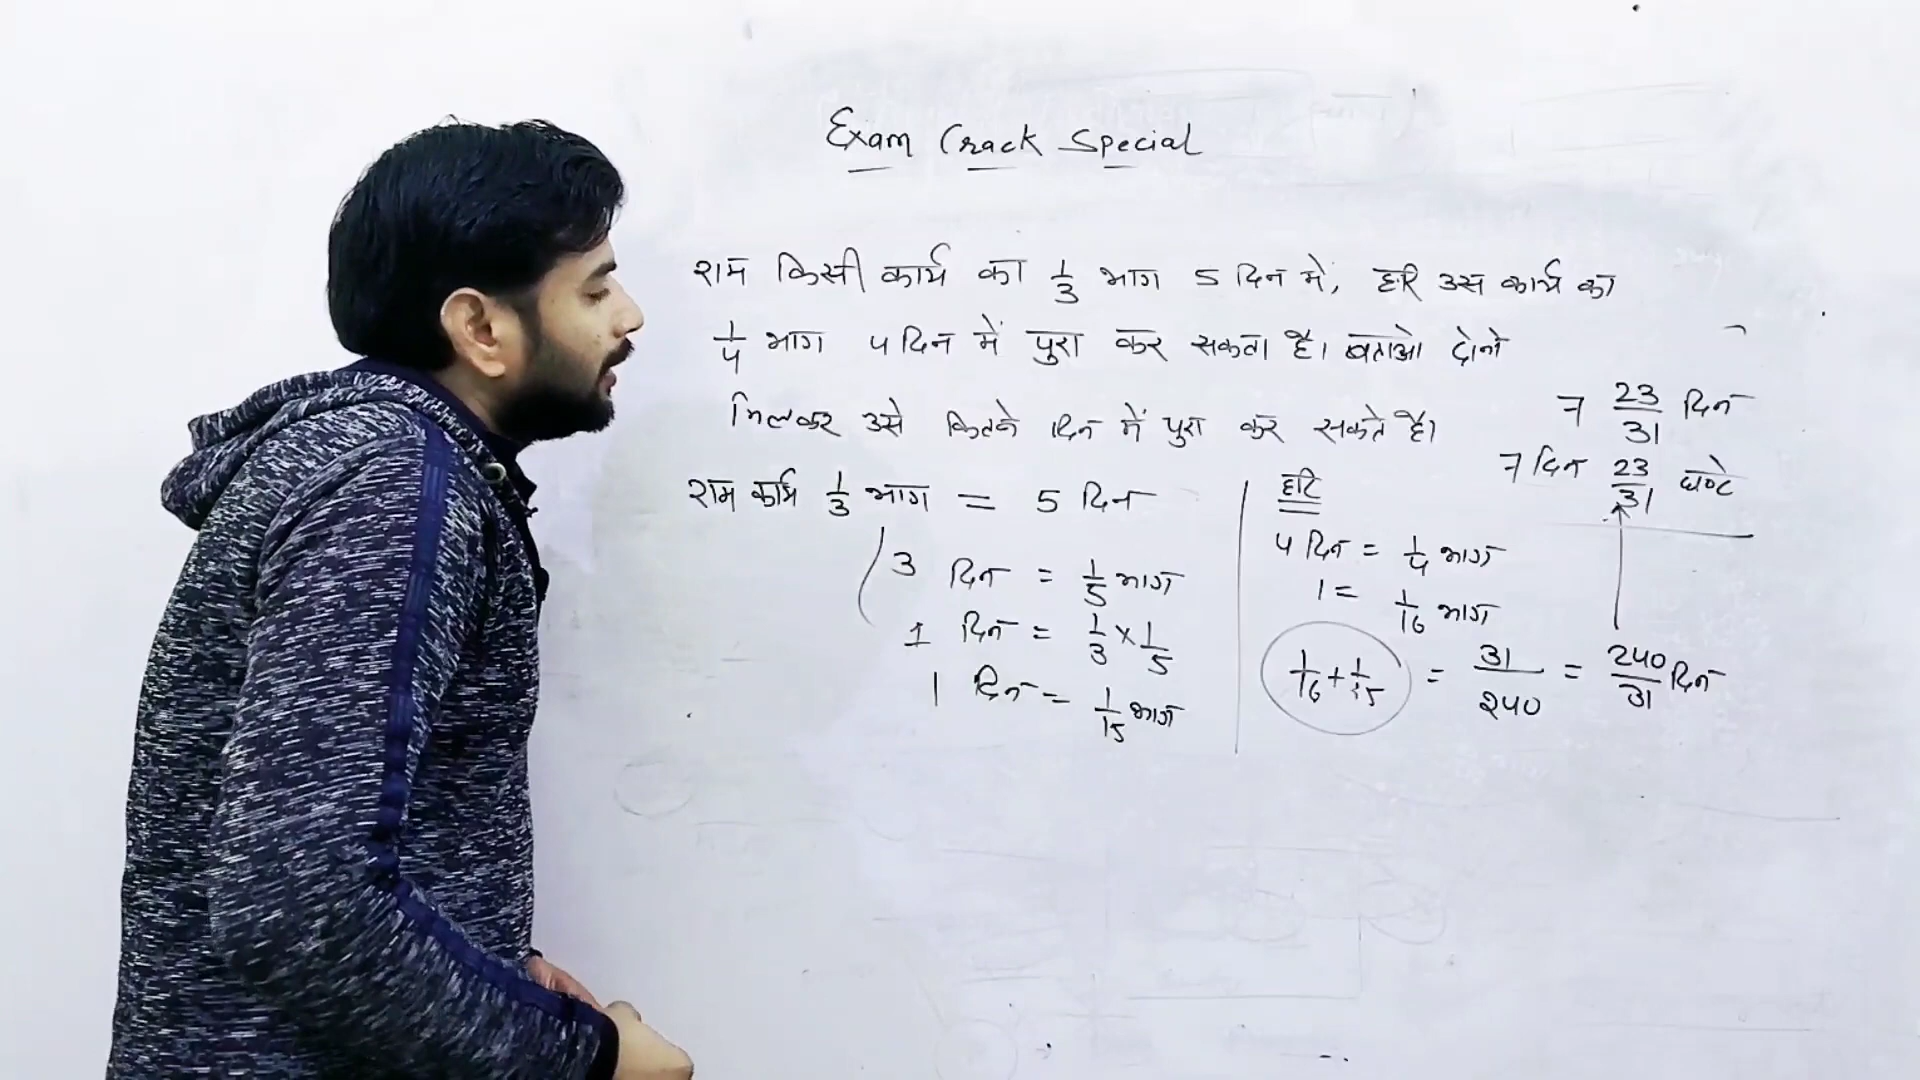 Exam Crack Special
राम किसी कार्य का 1/3 भाग 5 दिन में, हरि उस कार्य का
1/4 भाग 4 दिन में पुरा कर सकता है। बताओ दोनो
मिलकर उसे कितने दिन में पुरा कर सकते है।
7 23/31 दिन
7 दिन 23/31 घण्टे
राम कार्य 1/3 भाग = 5 दिन
3 दिन = 1/5 भाग
1 दिन = 1/3 × 1/5
1 दिन = 1/15 भाग
हरि
4 दिन = 1/4 भाग
1 = 1/16 भाग
1/16 + 1/15 = 31/240 = 240/31 दिन